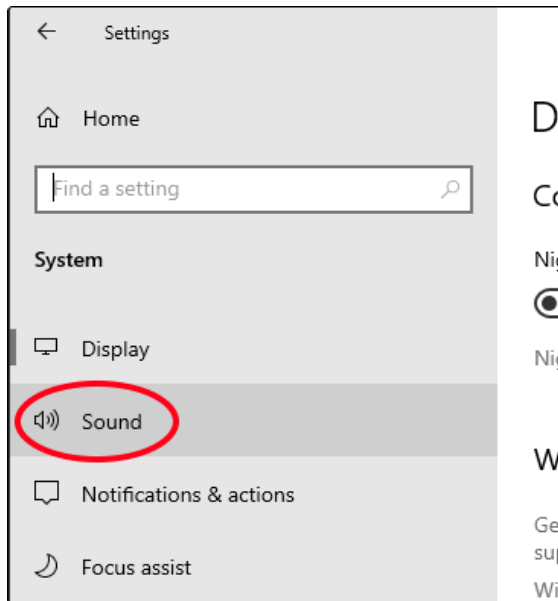 Settings
Home
Find a setting
System
Display
Sound
Notifications & actions
Focus assist